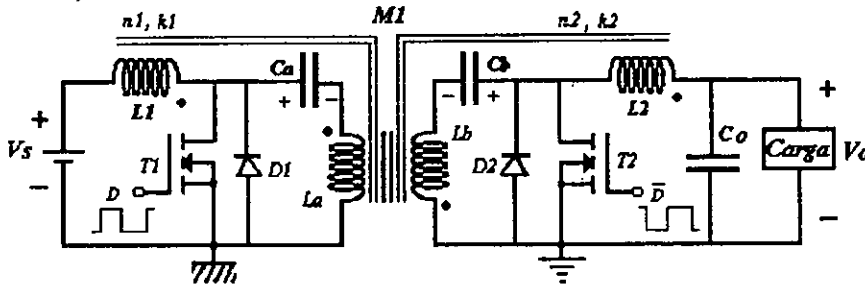 n1, k1
M1
n2, k2
Ca
Cb
L1
L2
+
-
-
+
+
+
Vs
T1
D1
La
Lb
D2
T2
Co
Carga
Vo
-
D
D̅
-